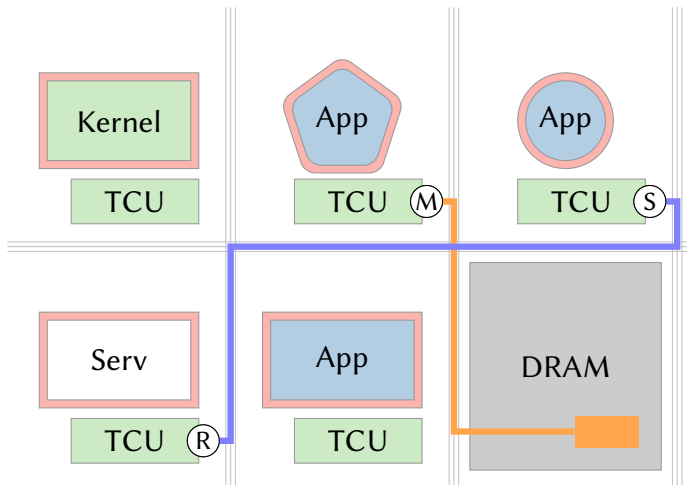 Kernel
App
App
TCU
TCU
M
TCU
S
Serv
App
DRAM
TCU
R
TCU